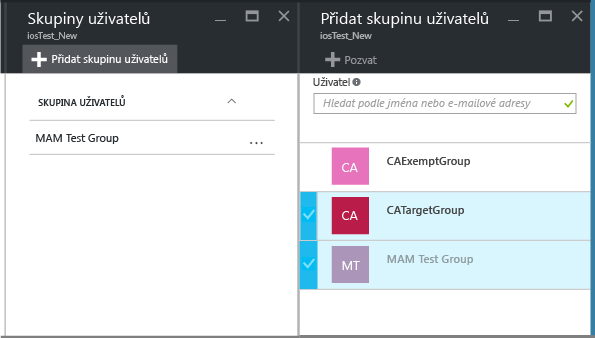 Skupiny uživatelů
iosTest_New
Přidat skupinu uživatelů
SKUPINA UŽIVATELŮ
MAM Test Group
...
Přidat skupinu uživatelů
iosTest_New
Pozvat
Uživatel
Hledat podle jména nebo e-mailové adresy
CA
CAExemptGroup
CA
CATargetGroup
MT
MAM Test Group